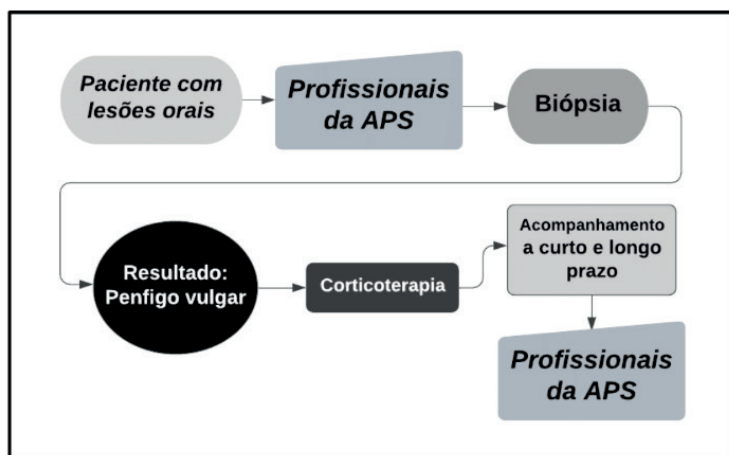 Paciente com
lesões orais
Profissionais
da APS
Biópsia
Resultado:
Penfigo vulgar
Corticoterapia
Acompanhamento
a curto e longo
prazo
Profissionais
da APS